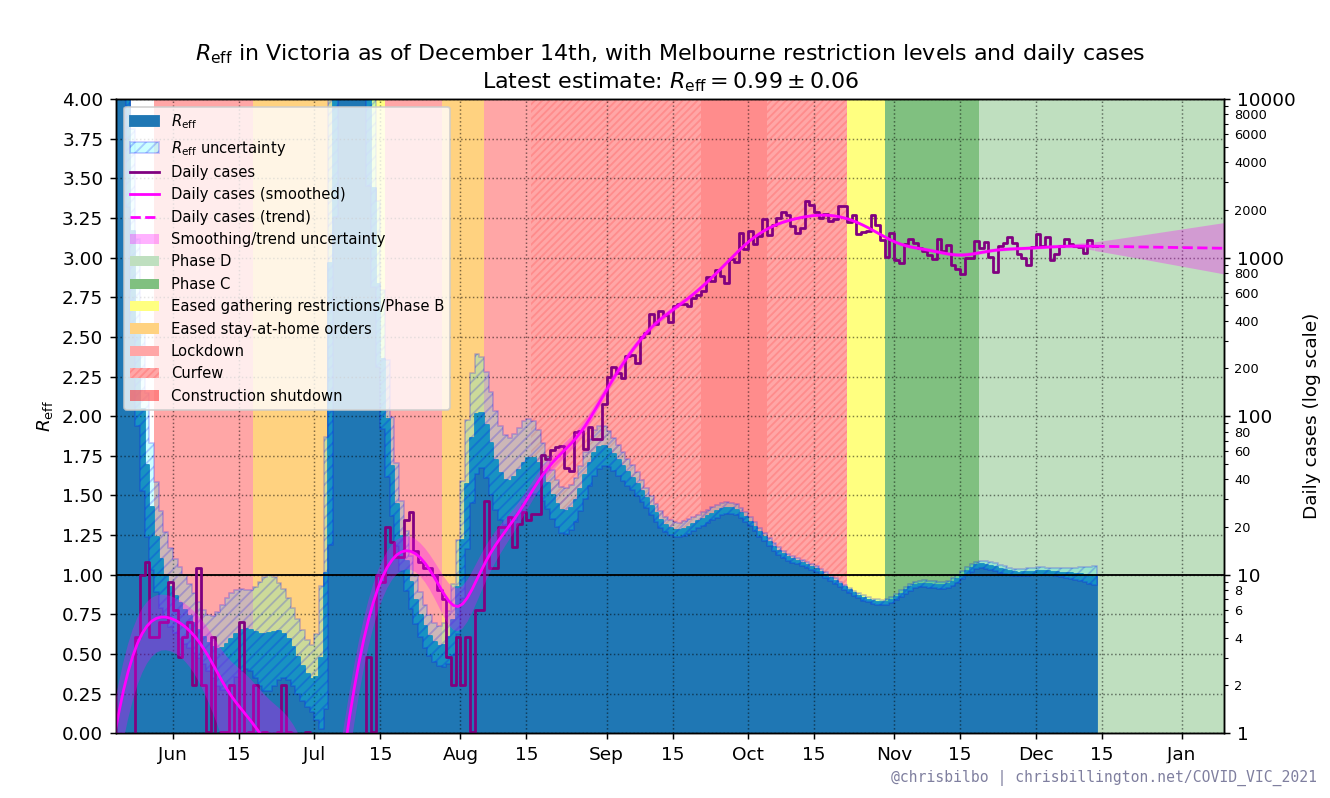 Reff in Victoria as of December 14th, with Melbourne restriction levels and daily cases
Latest estimate: Reff = 0.99 ± 0.06
Reff
Reff uncertainty
Daily cases
Daily cases (smoothed)
Daily cases (trend)
Smoothing/trend uncertainty
Phase D
Phase C
Eased gathering restrictions/Phase B
Eased stay-at-home orders
Lockdown
Curfew
Construction shutdown
Reff
4.00
3.75
3.50
3.25
3.00
2.75
2.50
2.25
2.00
1.75
1.50
1.25
1.00
0.75
0.50
0.25
0.00
Jun 15 Jul 15 Aug 15 Sep 15 Oct 15 Nov 15 Dec 15 Jan
10000
8000
6000
4000
2000
1000
800
600
400
200
100
80
60
40
20
10
8
6
4
2
1
Daily cases (log scale)
@chrisbilbo | chrisbillington.net/COVID_VIC_2021